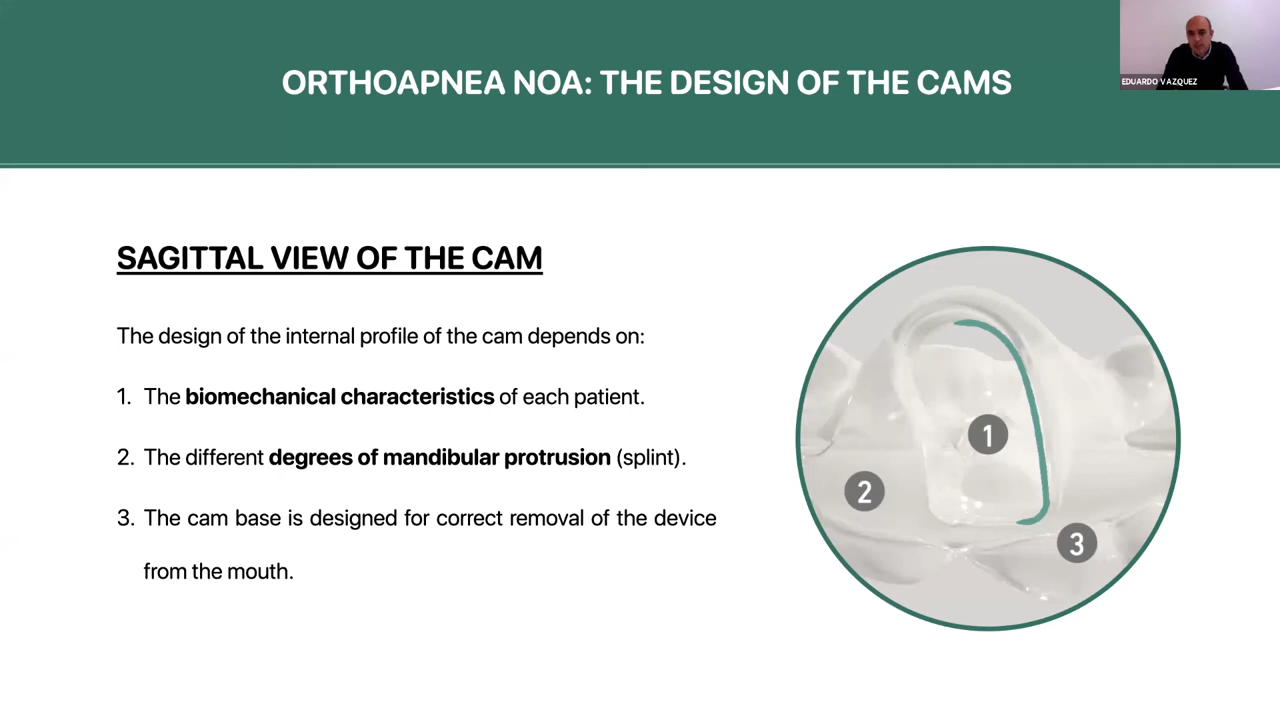 ORTHOAPNEA NOA: THE DESIGN OF THE CAMS
EDUARDO VAZQUEZ
SAGITTAL VIEW OF THE CAM
The design of the internal profile of the cam depends on:
1. The biomechanical characteristics of each patient.
2. The different degrees of mandibular protrusion (splint).
3. The cam base is designed for correct removal of the device
from the mouth.
1
2
3